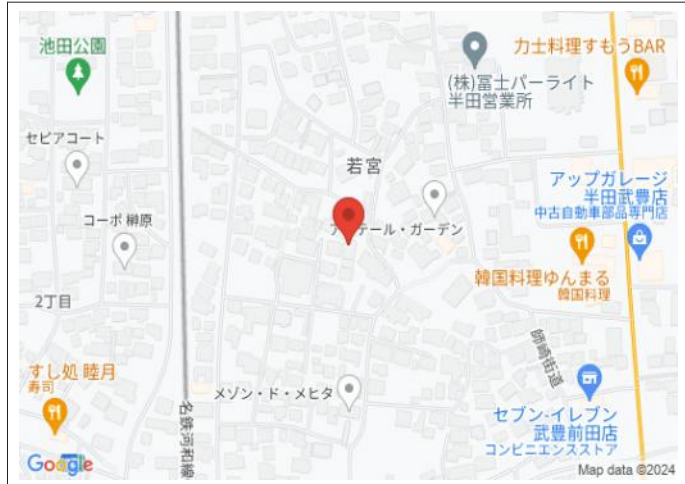 池田公園
力士料理すもうBAR
(株)冨士パーライト
半田営業所
セピアコート
若宮
アップガレージ
半田武豊店
中古自動車部品専門店
コーポ 榊原
テール・ガーデン
韓国料理ゆんまる
韓国料理
2丁目
師崎街道
すし処 睦月
寿司
メゾン・ド・メヒタ
名鉄河和線
セブン-イレブン
武豊前田店
コンビニエンスストア
Google
Map data ©2024